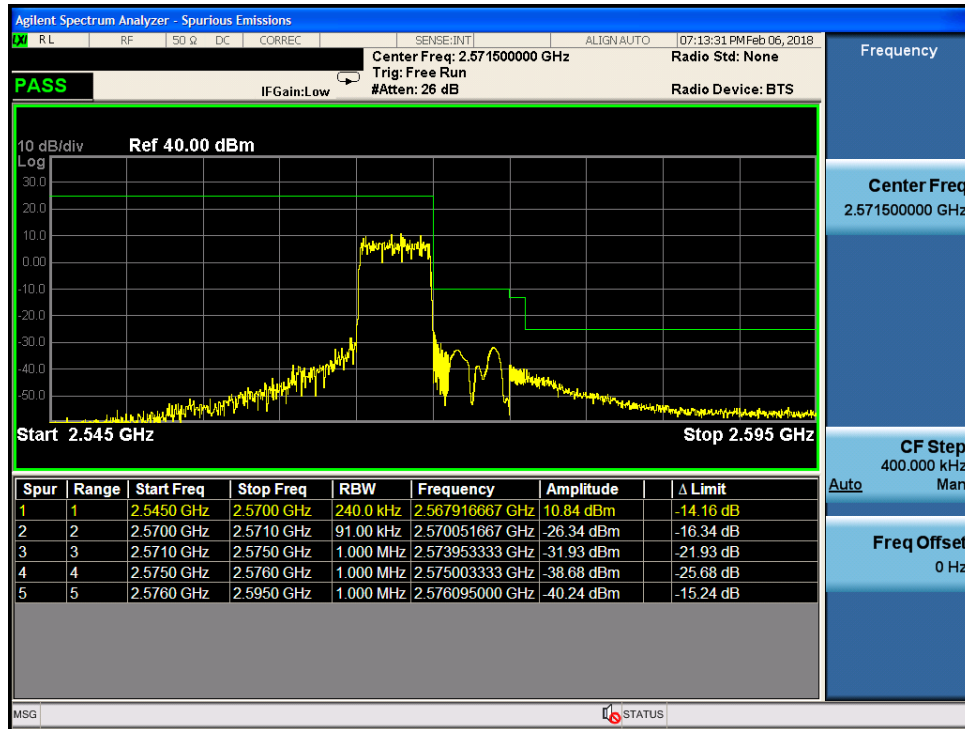 Agilent Spectrum Analyzer - Spurious Emissions
LXI RL RF 50 Ω DC CORREC SENSE:INT ALIGNAUTO 07:13:31 PMFeb 06, 2018
Center Freq: 2.571500000 GHz Radio Std: None
Trig: Free Run
PASS IFGain:Low #Atten: 26 dB Radio Device: BTS
10 dB/div Ref 40.00 dBm
Log
30.0
20.0
10.0
0.00
-10.0
-20.0
-30.0
-40.0
-50.0
Start 2.545 GHz Stop 2.595 GHz
Spur Range Start Freq Stop Freq RBW Frequency Amplitude Δ Limit
1 1 2.5450 GHz 2.5700 GHz 240.0 kHz 2.567916667 GHz 10.84 dBm -14.16 dB
2 2 2.5700 GHz 2.5710 GHz 91.00 kHz 2.570051667 GHz -26.34 dBm -16.34 dB
3 3 2.5710 GHz 2.5750 GHz 1.000 MHz 2.573953333 GHz -31.93 dBm -21.93 dB
4 4 2.5750 GHz 2.5760 GHz 1.000 MHz 2.575003333 GHz -38.68 dBm -25.68 dB
5 5 2.5760 GHz 2.5950 GHz 1.000 MHz 2.576095000 GHz -40.24 dBm -15.24 dB
MSG STATUS
Frequency
Center Freq
2.571500000 GHz
CF Step
400.000 kHz
Auto Man
Freq Offset
0 Hz